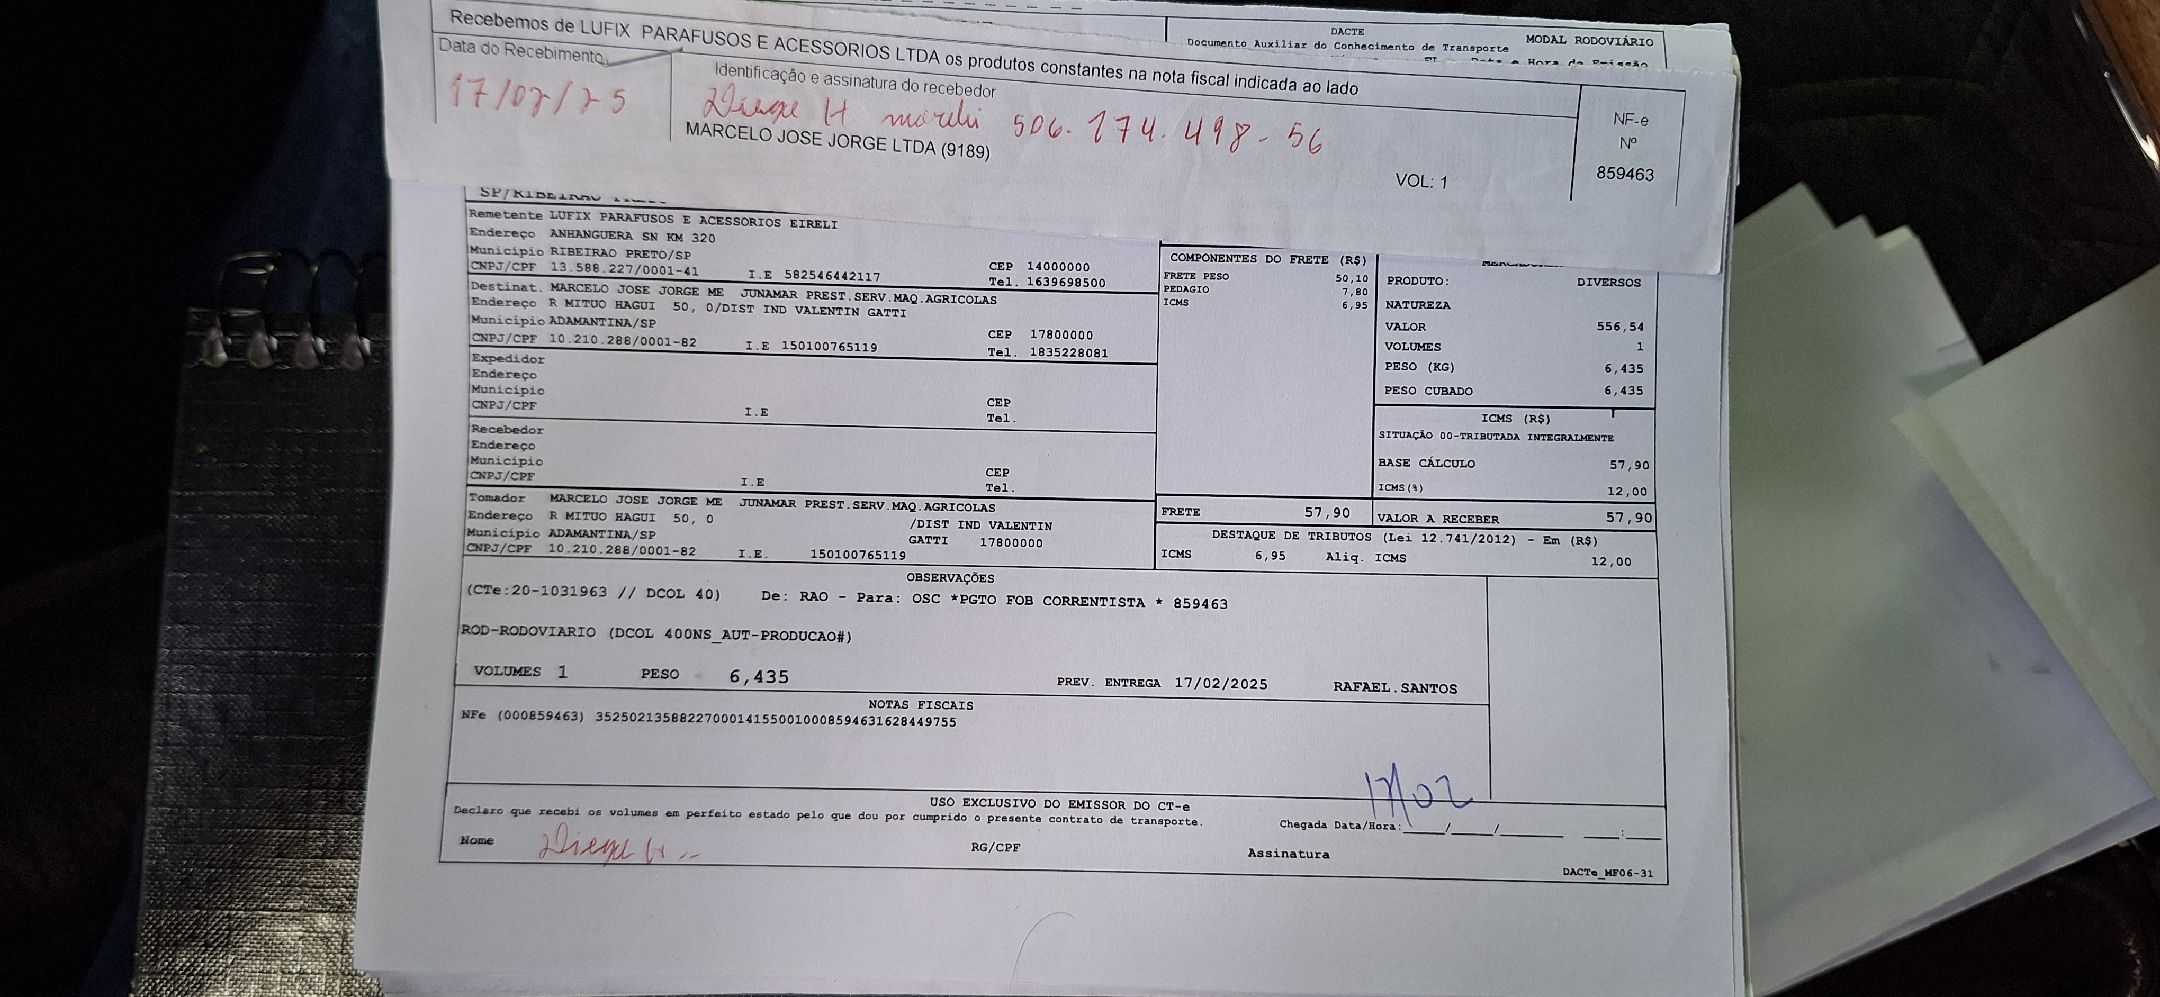 DACTE
MODAL RODOVIÁRIO
Documento Auxiliar do Conhecimento de Transporte
Recebemos de LUFIX PARAFUSOS E ACESSORIOS LTDA os produtos constantes na nota fiscal indicada ao lado
Data do Recebimento
Identificação e assinatura do recebedor
17/02/25
Diego H. 506.174.498-56
MARCELO JOSE JORGE LTDA (9189)
VOL: 1
NF-e
Nº
859463
Remetente LUFIX PARAFUSOS E ACESSORIOS EIRELI
Endereço ANHANGUERA SN KM 320
Município RIBEIRAO PRETO/SP
CEP 14000000
CNPJ/CPF 13.588.227/0001-41 I.E 582546442117 Tel. 1639698500
Destinat. MARCELO JOSE JORGE ME JUNAMAR PREST.SERV.MAQ.AGRICOLAS
Endereço R MITUO HAGUI 50, 0/DIST IND VALENTIN GATTI
Município ADAMANTINA/SP CEP 17800000
CNPJ/CPF 10.210.288/0001-82 I.E 150100765119 Tel. 1835228081
Expedidor
Endereço
Município CEP
CNPJ/CPF I.E Tel.
Recebedor
Endereço
Município CEP
CNPJ/CPF I.E Tel.
Tomador MARCELO JOSE JORGE ME JUNAMAR PREST.SERV.MAQ.AGRICOLAS
Endereço R MITUO HAGUI 50, 0 /DIST IND VALENTIN
Município ADAMANTINA/SP GATTI 17800000
CNPJ/CPF 10.210.288/0001-82 I.E. 150100765119
COMPONENTES DO FRETE (R$)
FRETE PESO 50,10
PEDAGIO 7,80
ICMS 6,95
FRETE 57,90
PRODUTO: DIVERSOS
NATUREZA
VALOR 556,54
VOLUMES 1
PESO (KG) 6,435
PESO CUBADO 6,435
ICMS (R$)
SITUAÇÃO 00-TRIBUTADA INTEGRALMENTE
BASE CÁLCULO 57,90
ICMS(%) 12,00
VALOR A RECEBER 57,90
DESTAQUE DE TRIBUTOS (Lei 12.741/2012) - Em (R$)
ICMS 6,95 Aliq. ICMS 12,00
OBSERVAÇÕES
(CTe:20-1031963 // DCOL 40) De: RAO - Para: OSC *PGTO FOB CORRENTISTA * 859463
ROD-RODOVIARIO (DCOL 400NS_AUT-PRODUCAO#)
VOLUMES 1 PESO 6,435 PREV. ENTREGA 17/02/2025 RAFAEL.SANTOS
NOTAS FISCAIS
NFe (000859463) 35250213588227000141550010008594631628449755
17/02
USO EXCLUSIVO DO EMISSOR DO CT-e
Declaro que recebi os volumes em perfeito estado pelo que dou por cumprido o presente contrato de transporte.
Chegada Data/Hora:____/____/______ ____:____
Nome Diego H RG/CPF Assinatura
DACTe_MF06-31